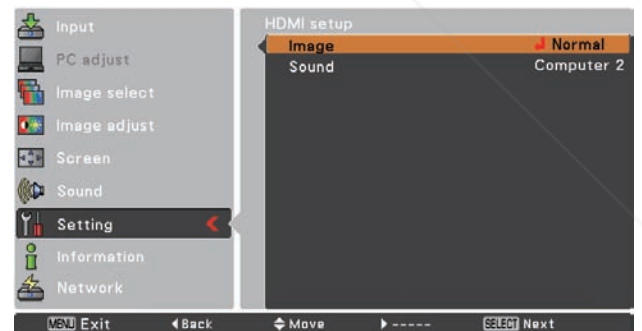 Input
PC adjust
Image select
Image adjust
Screen
Sound
Setting
Information
Network
HDMI setup
Image Normal
Sound Computer 2
MENU Exit Back Move ----- SELECT Next